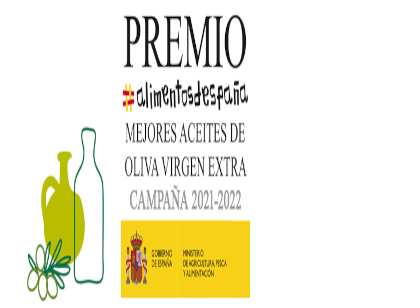 PREMIO
#alimentosdespaña
MEJORES ACEITES DE
OLIVA VIRGEN EXTRA
CAMPAÑA 2021-2022
GOBIERNO
DE ESPAÑA
MINISTERIO
DE AGRICULTURA, PESCA
Y ALIMENTACIÓN